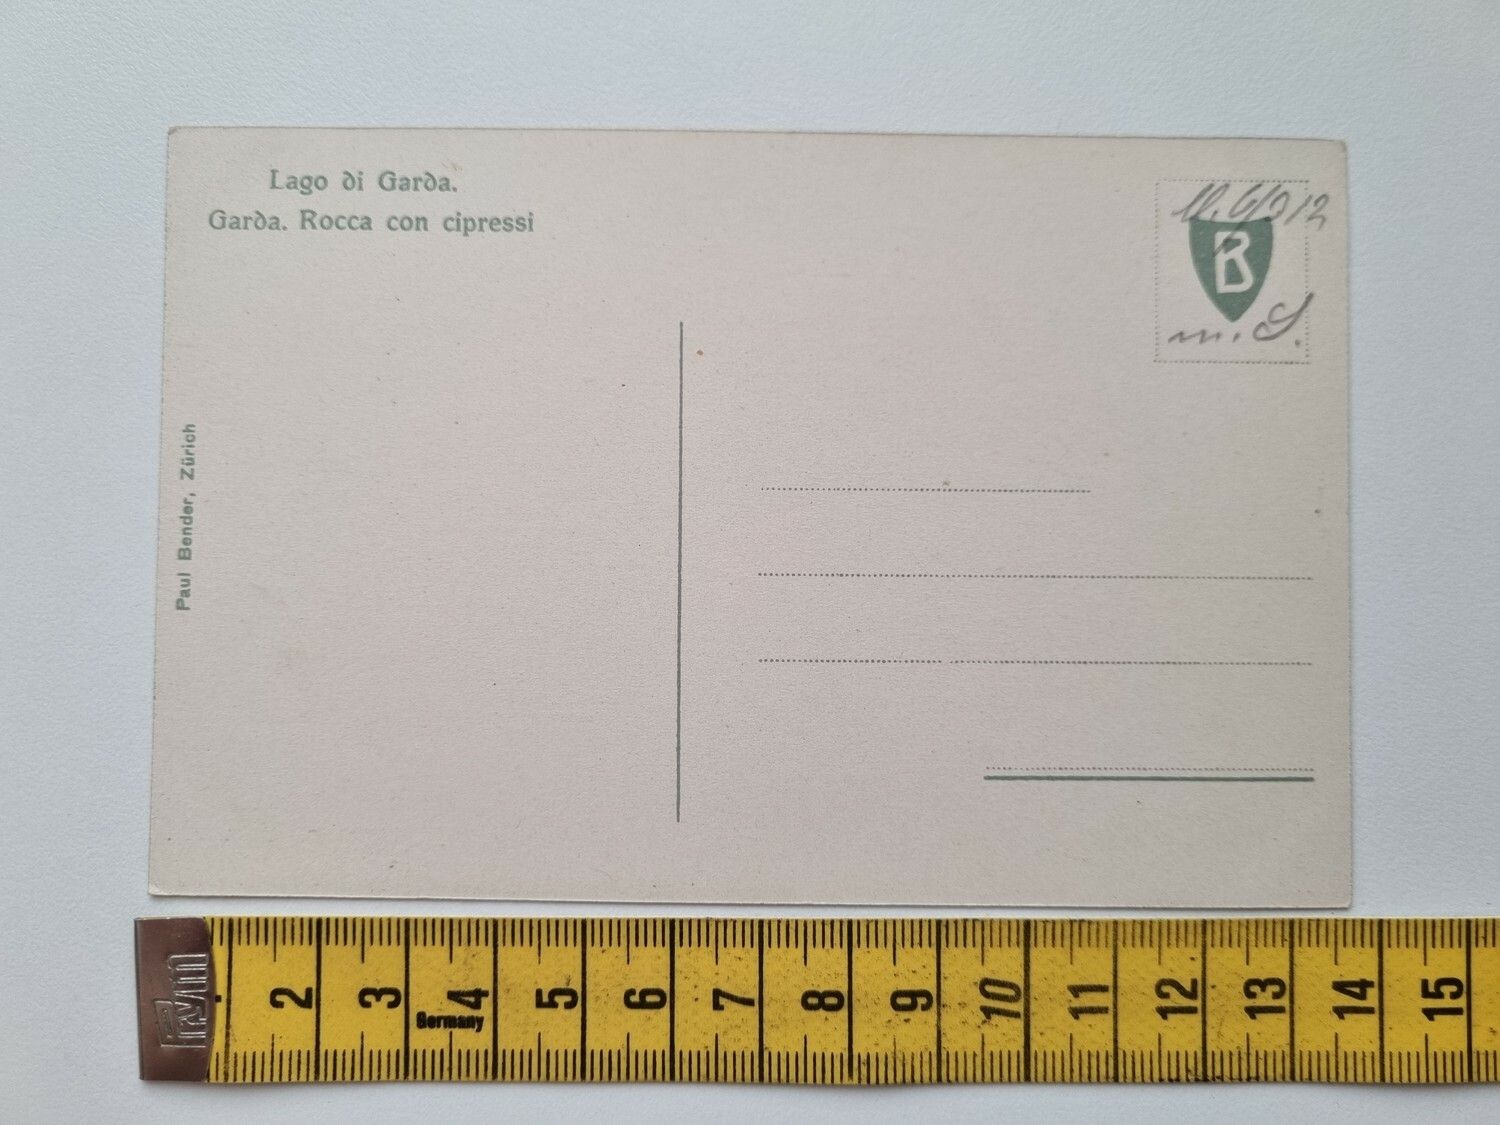 Lago di Garda.
Garda. Rocca con cipressi
Paul Bender, Zürich
B
m. S.
Prym
2 3 4 5 6 7 8 9 10 11 12 13 14 15
Germany